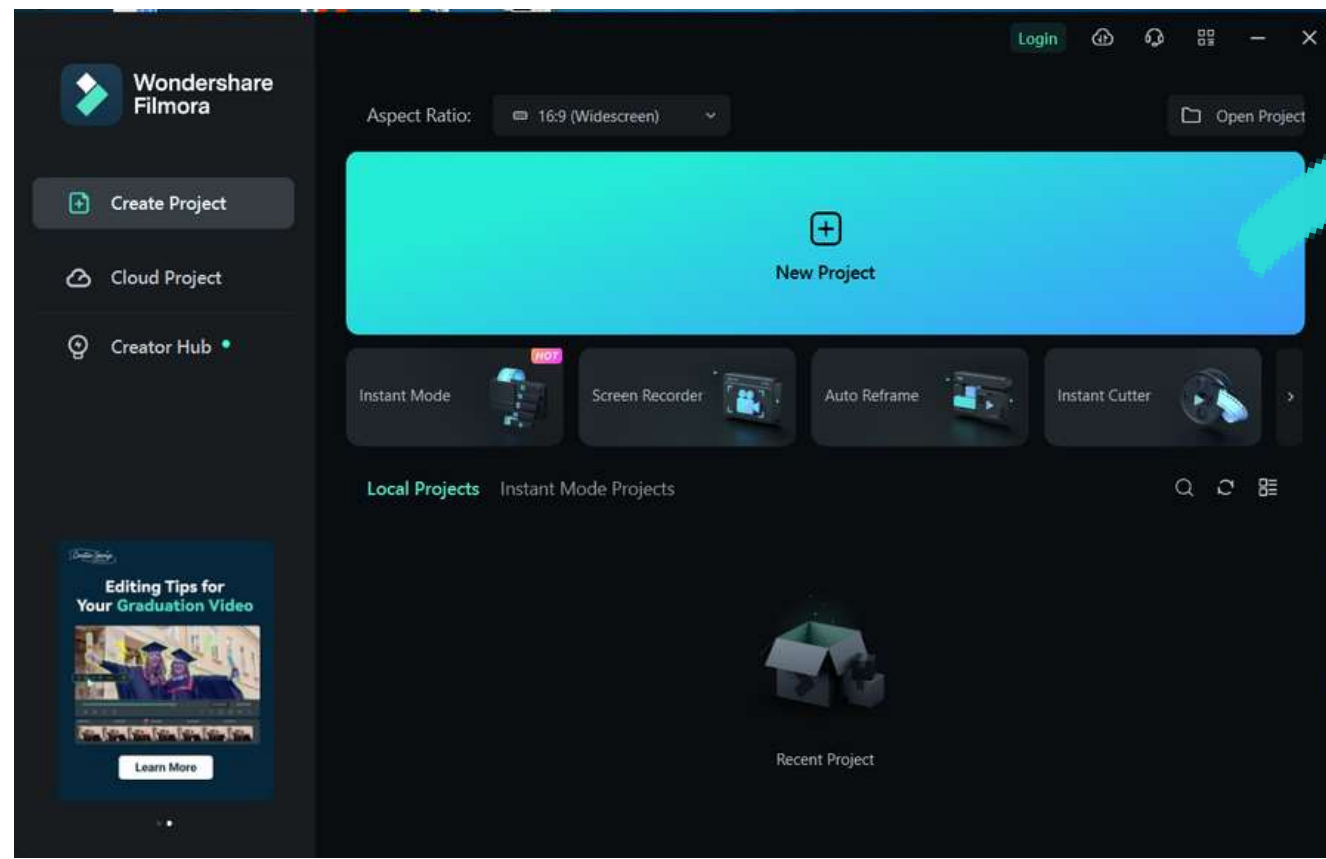 Login
Wondershare
Filmora
Aspect Ratio:
16:9 (Widescreen)
Open Project
Create Project
New Project
Cloud Project
Creator Hub
HOT
Instant Mode
Screen Recorder
Auto Reframe
Instant Cutter
Local Projects
Instant Mode Projects
Editing Tips for
Your Graduation Video
Learn More
Recent Project